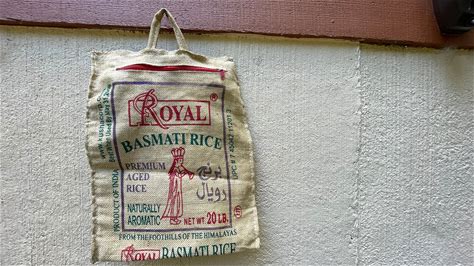 ROYAL®
BASMATI RICE
PREMIUM
AGED
RICE
برنج
رويال
NATURALLY
AROMATIC
NET WT 20 LB.
FROM THE FOOTHILLS OF THE HIMALAYAS
ROYAL BASMATI RICE
PRODUCT OF INDIA